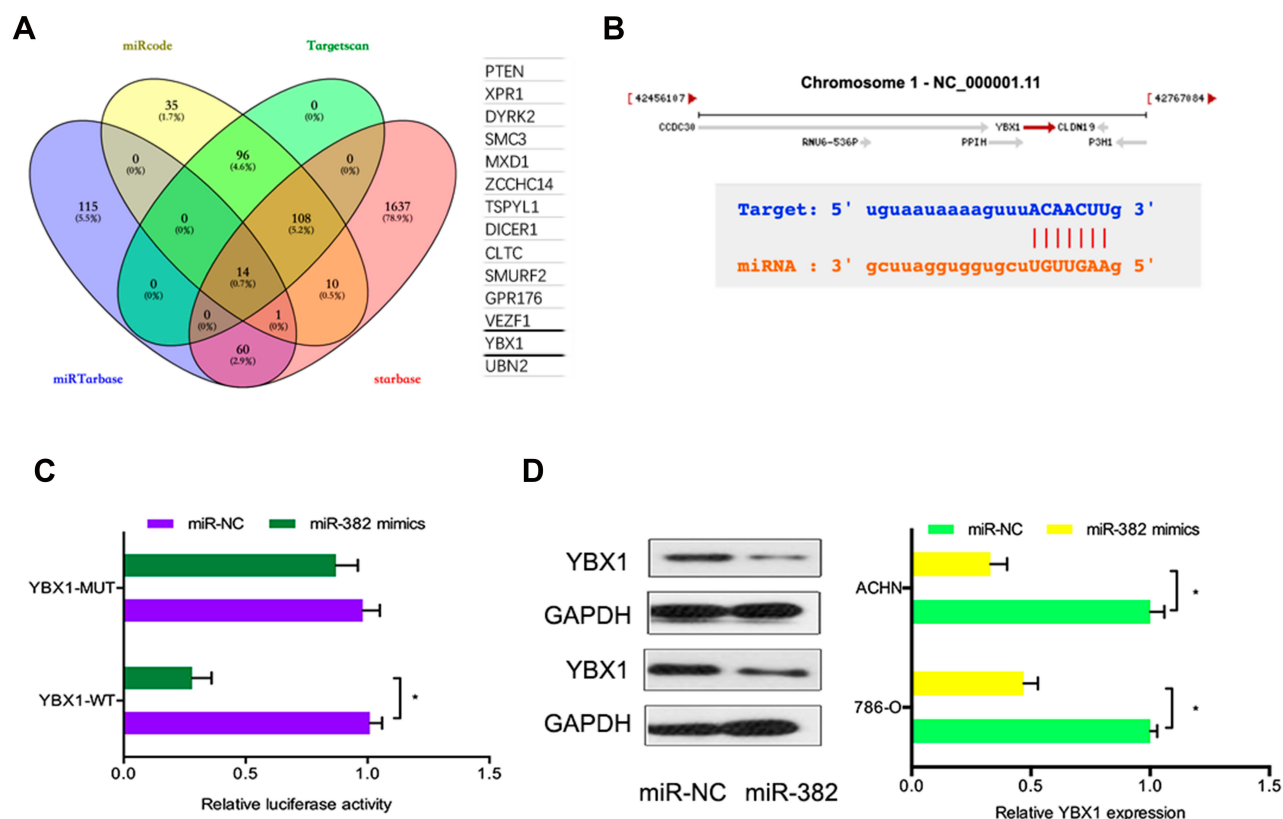 A
miRcode
Targetscan
35
(1.7%)
0
(0%)
0
(0%)
96
(4.6%)
0
(0%)
115
(5.5%)
0
(0%)
108
(5.2%)
1637
(78.9%)
0
(0%)
14
(0.7%)
10
(0.5%)
0
(0%)
1
(0%)
60
(2.9%)
miRTarbase
starbase
PTEN
XPR1
DYRK2
SMC3
MXD1
ZCCHC14
TSPYL1
DICER1
CLTC
SMURF2
GPR176
VEZF1
YBX1
UBN2
B
Chromosome 1 - NC_000001.11
[ 42456107
[ 42767084
CCDC30
YBX1
CLDN19
RNU6-536P
PPIH
P3H1
Target: 5' uguaauaaaaguuuACAACUUg 3'
miRNA : 3' gcuuagguggugcuUGUUGAAg 5'
C
miR-NC
miR-382 mimics
YBX1-MUT
YBX1-WT
*
0.0
0.5
1.0
1.5
Relative luciferase activity
D
YBX1
GAPDH
YBX1
GAPDH
miR-NC
miR-382
miR-NC
miR-382 mimics
ACHN
*
786-O
*
0.0
0.5
1.0
1.5
Relative YBX1 expression